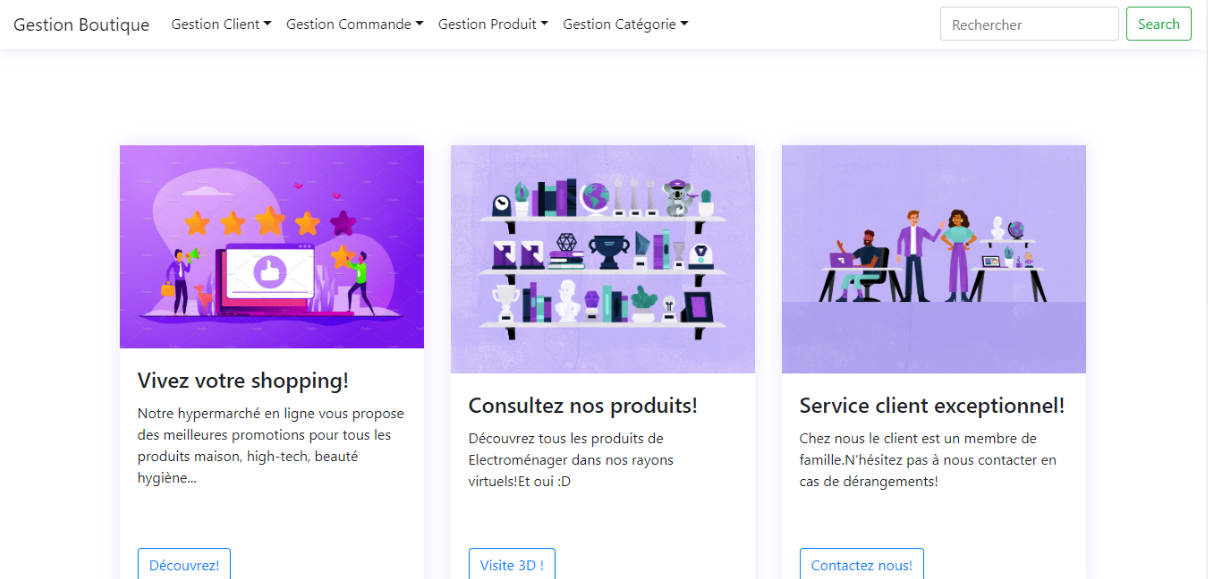 Gestion Boutique Gestion Client Gestion Commande Gestion Produit Gestion Catégorie Rechercher Search
Vivez votre shopping!
Notre hypermarché en ligne vous propose
des meilleures promotions pour tous les
produits maison, high-tech, beauté
hygiène...
Découvrez!
Consultez nos produits!
Découvrez tous les produits de
Electroménager dans nos rayons
virtuels!Et oui :D
Visite 3D !
Service client exceptionnel!
Chez nous le client est un membre de
famille.N'hésitez pas à nous contacter en
cas de dérangements!
Contactez nous!